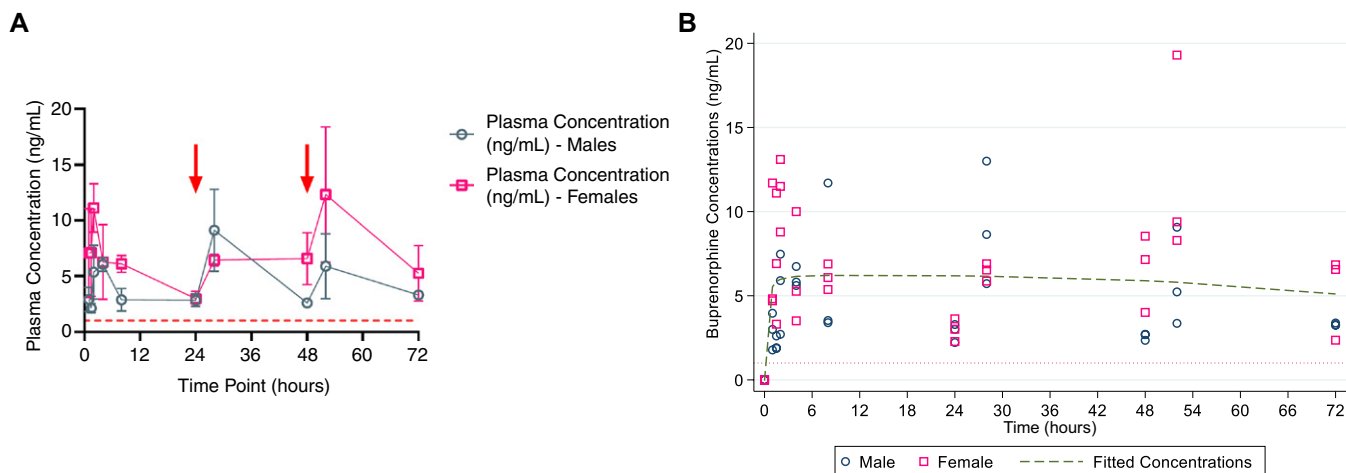 A
Plasma Concentration (ng/mL)
20
15
10
5
0
0 12 24 36 48 60 72
Time Point (hours)
Plasma Concentration
(ng/mL) - Males
Plasma Concentration
(ng/mL) - Females
B
Buprenorphine Concentrations (ng/mL)
20
15
10
5
0
0 6 12 18 24 30 36 42 48 54 60 66 72
Time (hours)
Male Female Fitted Concentrations